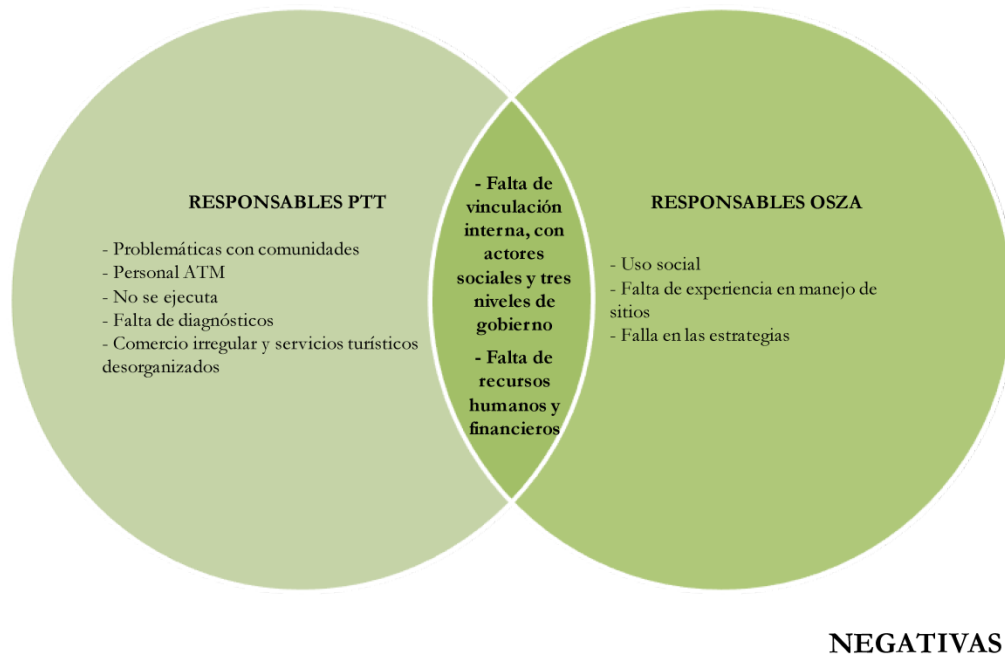 RESPONSABLES PTT
- Problemáticas con comunidades
- Personal ATM
- No se ejecuta
- Falta de diagnósticos
- Comercio irregular y servicios turísticos
desorganizados
- Falta de
vinculación
interna, con
actores
sociales y tres
niveles de
gobierno
- Falta de
recursos
humanos y
financieros
RESPONSABLES OSZA
- Uso social
- Falta de experiencia en manejo de
sitios
- Falla en las estrategias
NEGATIVAS